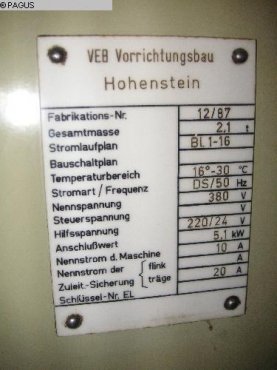 © PAGUS
VEB Vorrichtungsbau
Hohenstein
Fabrikations-Nr. 12/87
Gesamtmasse 2,1 t
Stromlaufplan BL1-16
Bauschaltplan
Temperaturbereich 16°-30 °C
Stromart / Frequenz DS/50 Hz
Nennspannung 380 V
Steuerspannung V
Hilfsspannung 220/24 V
Anschlußwert 5,1 kW
Nennstrom d. Maschine 10 A
Nennstrom der flink A
Zuleit.-Sicherung träge 20 A
Schlüssel-Nr. EL